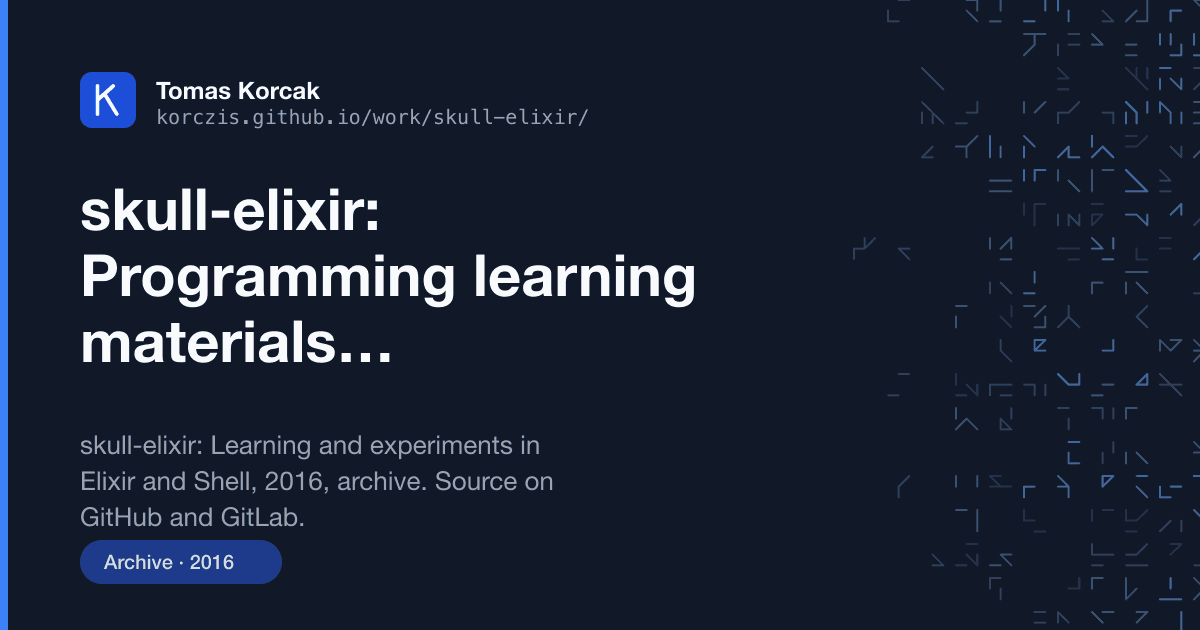 K
Tomas Korcak
korczis.github.io/work/skull-elixir/
skull-elixir:
Programming learning
materials…
skull-elixir: Learning and experiments in
Elixir and Shell, 2016, archive. Source on
GitHub and GitLab.
Archive · 2016